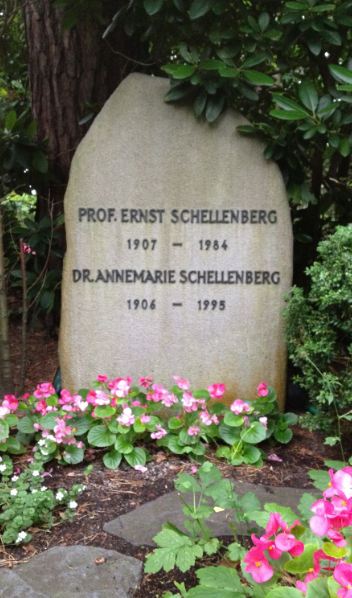 PROF. ERNST SCHELLENBERG
1907 – 1984
DR. ANNEMARIE SCHELLENBERG
1906 – 1995